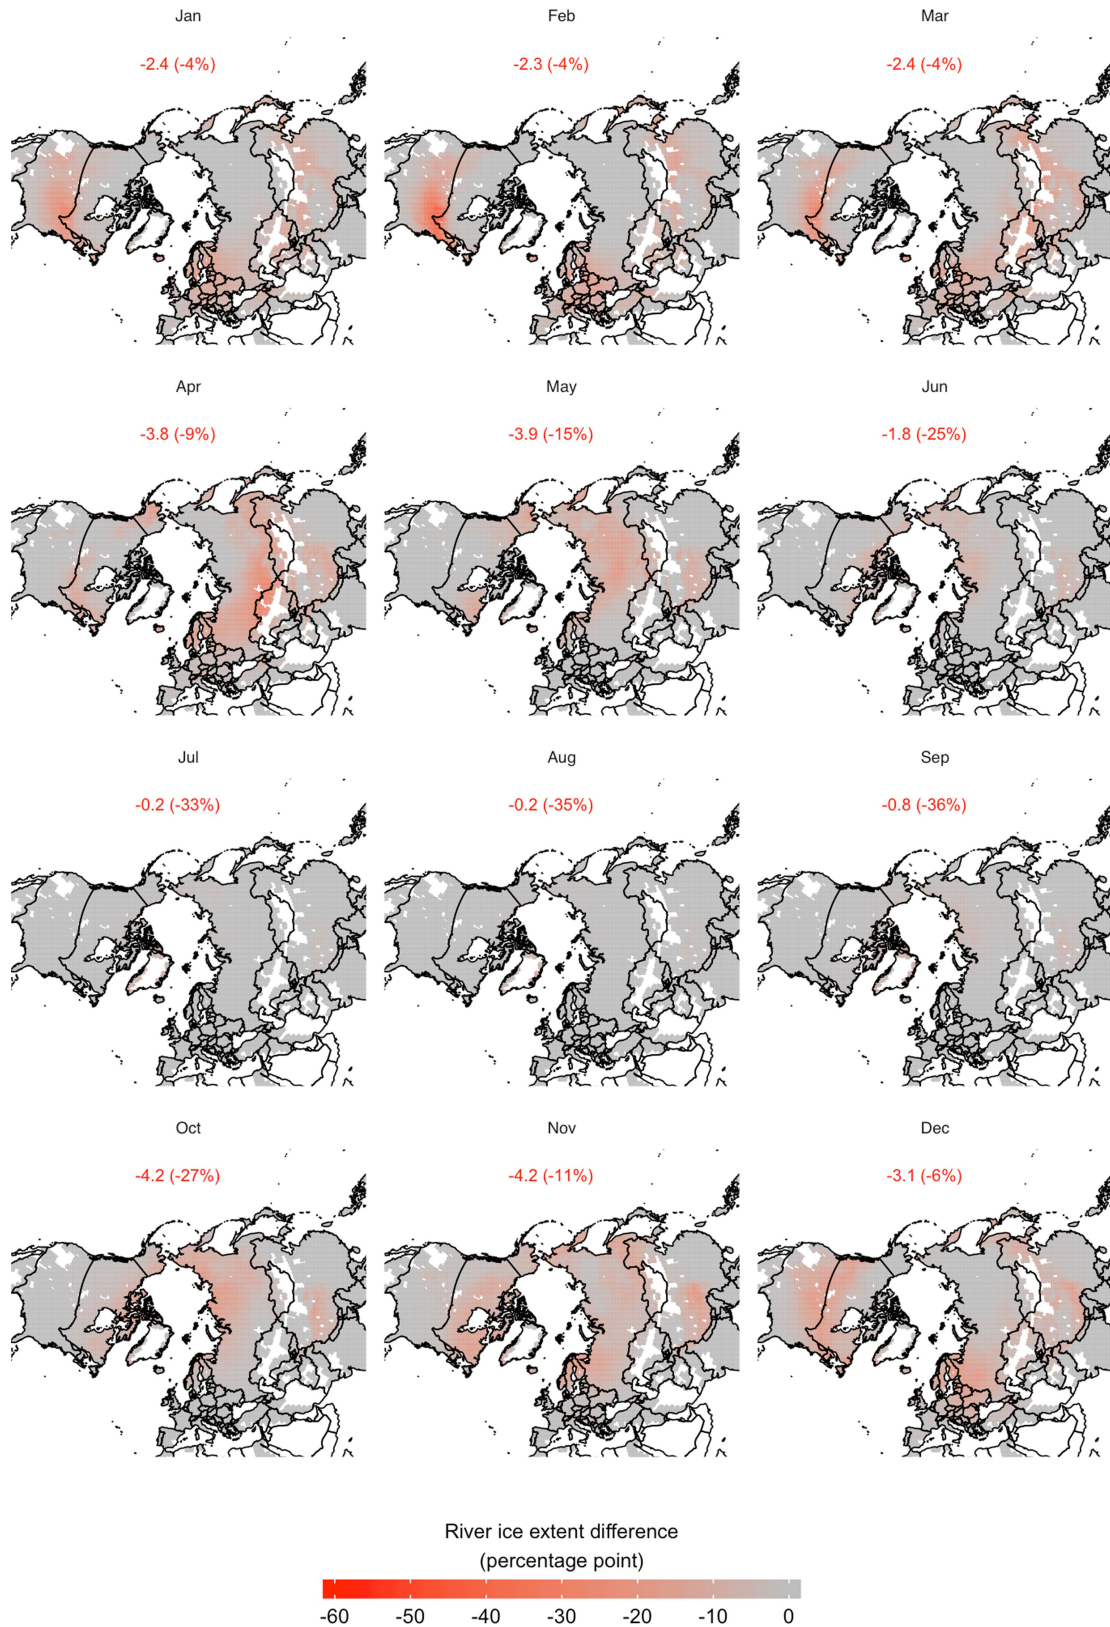 Jan
Feb
Mar
-2.4 (-4%)
-2.3 (-4%)
-2.4 (-4%)
Apr
May
Jun
-3.8 (-9%)
-3.9 (-15%)
-1.8 (-25%)
Jul
Aug
Sep
-0.2 (-33%)
-0.2 (-35%)
-0.8 (-36%)
Oct
Nov
Dec
-4.2 (-27%)
-4.2 (-11%)
-3.1 (-6%)
River ice extent difference
(percentage point)
-60 -50 -40 -30 -20 -10 0